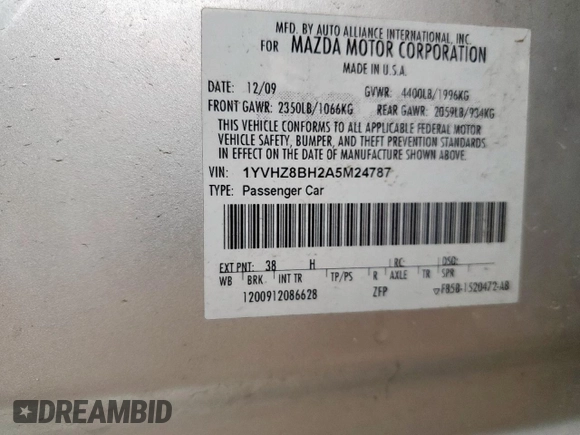 MFD. BY AUTO ALLIANCE INTERNATIONAL, INC.
FOR MAZDA MOTOR CORPORATION
MADE IN U.S.A.
DATE: 12/09 GVWR: 4400LB/1996KG
FRONT GAWR: 2350LB/1066KG REAR GAWR: 2059LB/934KG
THIS VEHICLE CONFORMS TO ALL APPLICABLE FEDERAL MOTOR
VEHICLE SAFETY, BUMPER, AND THEFT PREVENTION STANDARDS
IN EFFECT ON THE DATE OF MANUFACTURE SHOWN ABOVE.
VIN: 1YVHZ8BH2A5M24787
TYPE: Passenger Car
EXT PNT: 38 H RC: DSO:
WB BRK INT TR TP/PS R AXLE TR SPR
1200912086628 ZFP F85B-1520472-AB
DREAMBID